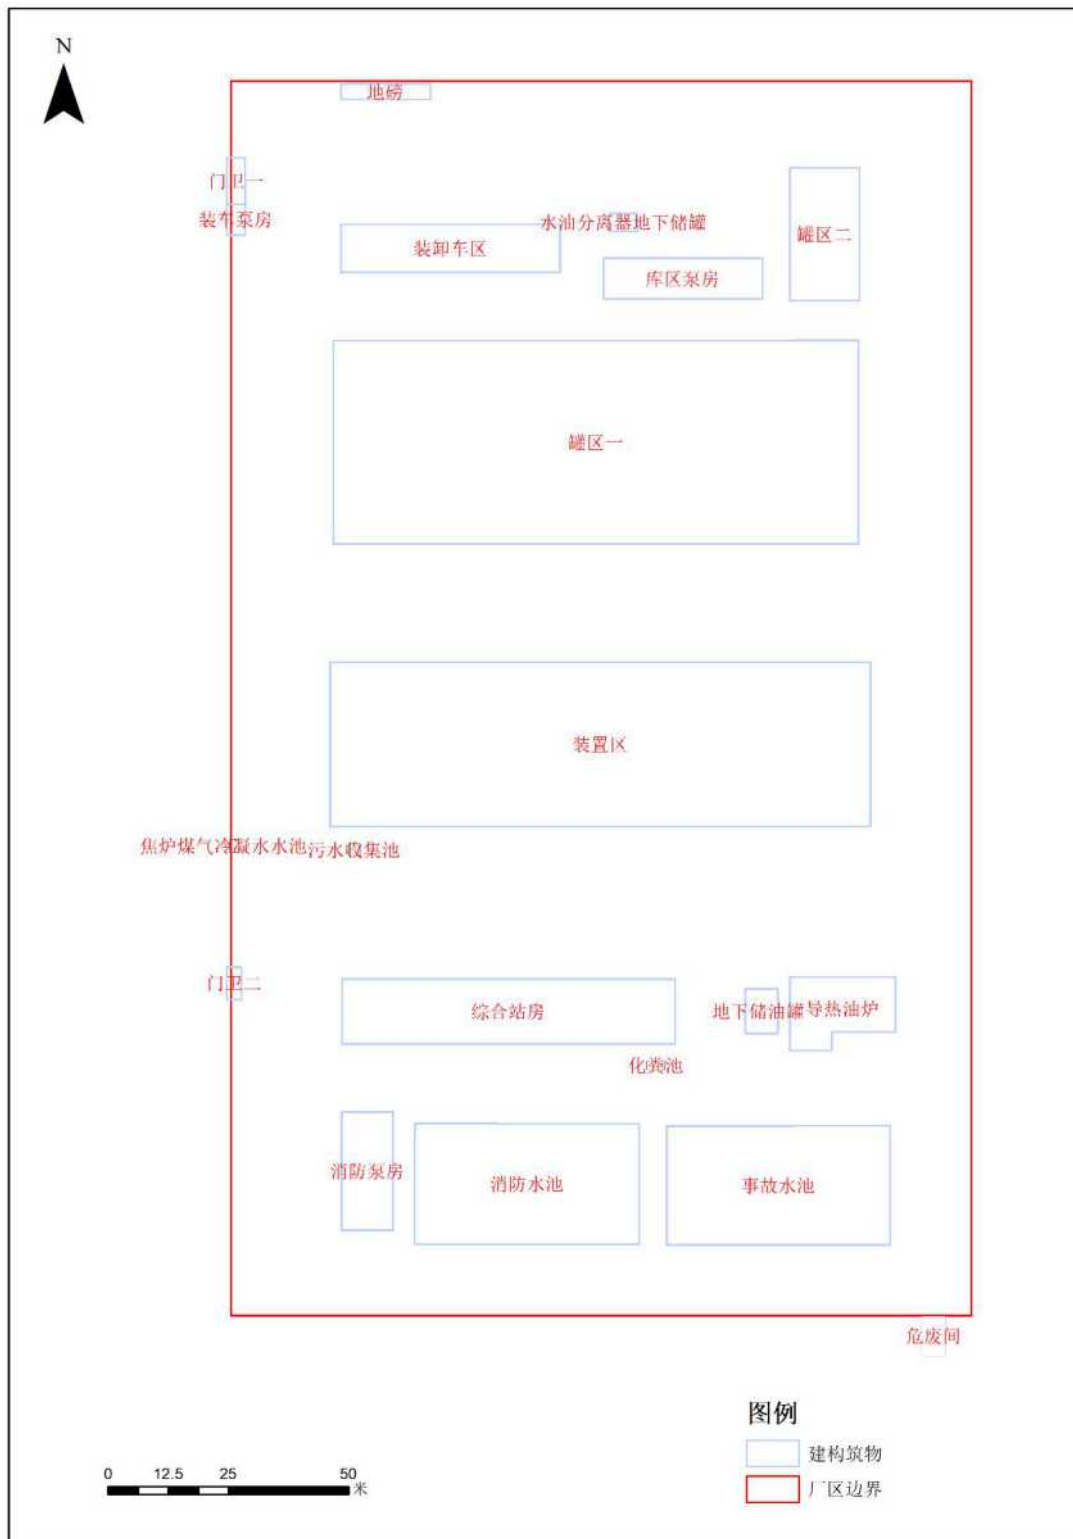 N
地磅
门卫一
装车泵房
水油分离器地下储罐
装卸车区
罐区二
库区泵房
罐区一
装置区
焦炉煤气冷凝水水池
污水收集池
门卫二
综合站房
地下储油罐
导热油炉
化粪池
消防泵房
消防水池
事故水池
危废间
图例
建构筑物
厂区边界
0 12.5 25 50
米